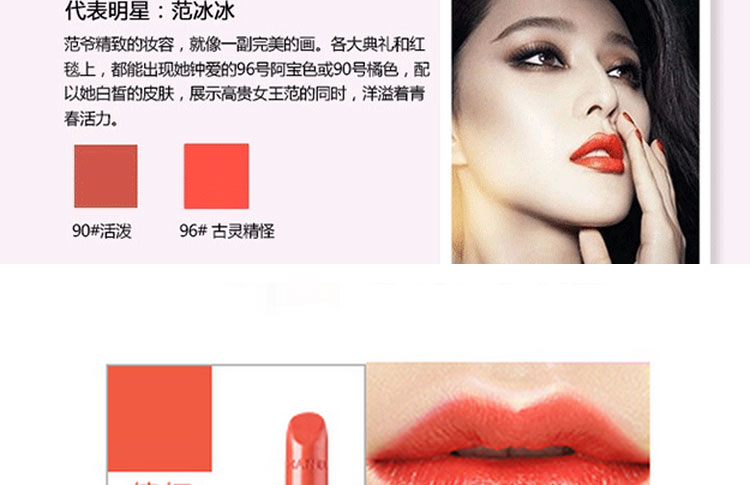 代表明星：范冰冰
范爷精致的妆容，就像一副完美的画。各大典礼和红
毯上，都能出现她钟爱的96号阿宝色或90号橘色，配
以她白皙的皮肤，展示高贵女王范的同时，洋溢着青
春活力。
90#活泼
96# 古灵精怪